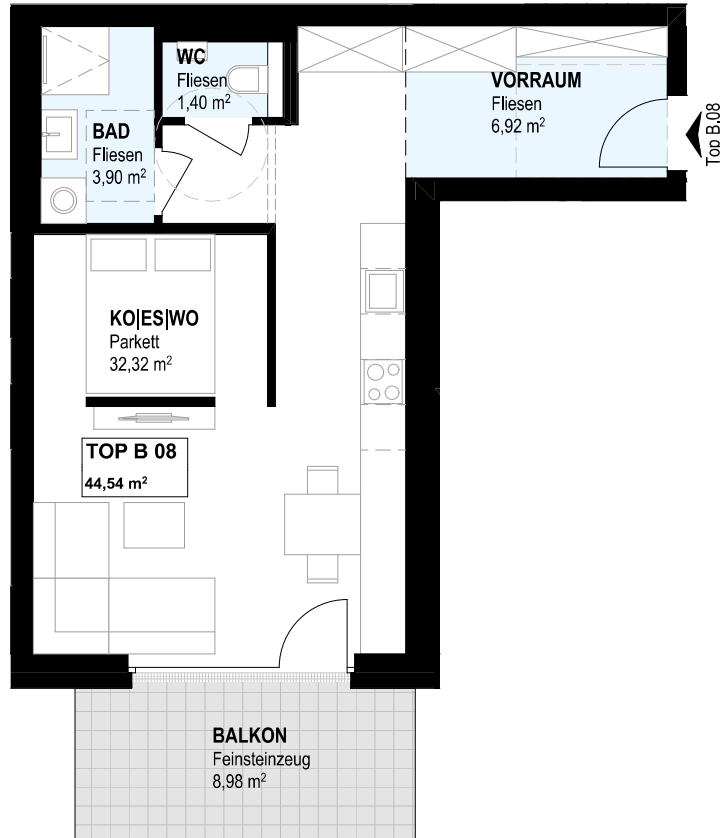 WC
Fliesen
1,40 m²
VORRAUM
Fliesen
6,92 m²
Top B.08
BAD
Fliesen
3,90 m²
KO|ES|WO
Parkett
32,32 m²
TOP B 08
44,54 m²
BALKON
Feinsteinzeug
8,98 m²